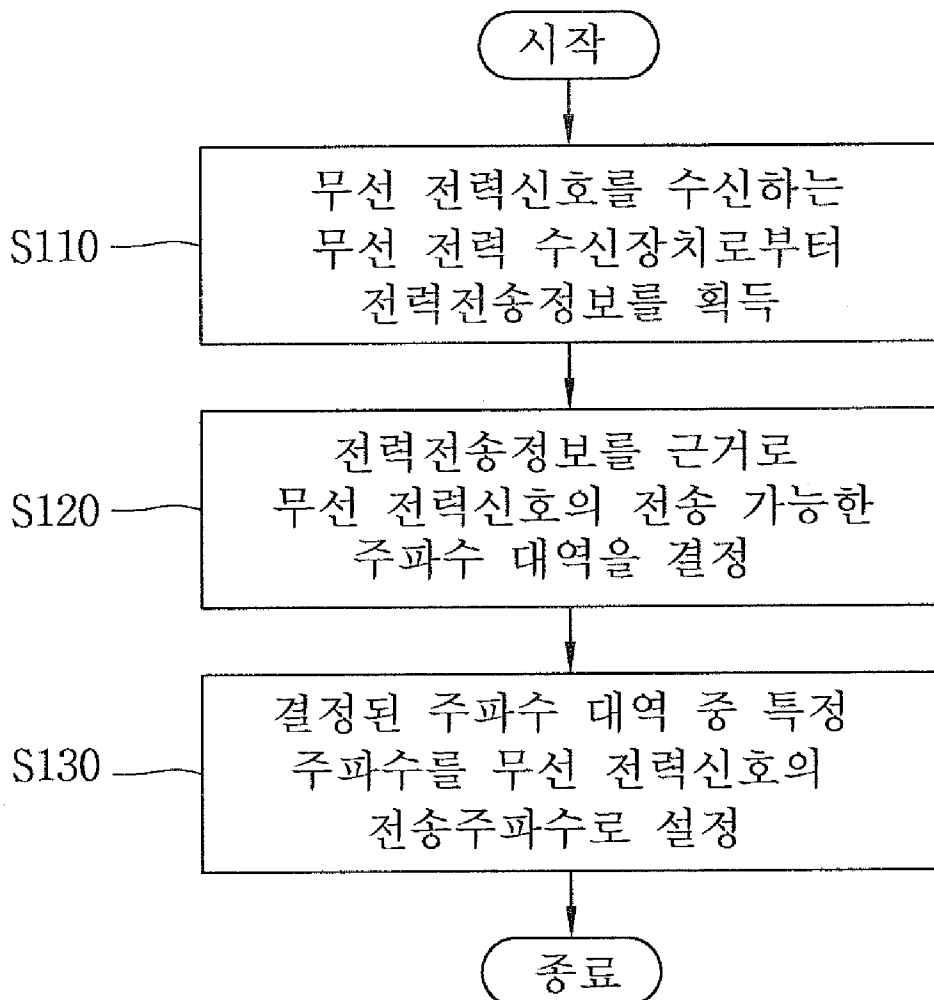 시작
S110
무선 전력신호를 수신하는
무선 전력 수신장치로부터
전력전송정보를 획득
S120
전력전송정보를 근거로
무선 전력신호의 전송 가능한
주파수 대역을 결정
S130
결정된 주파수 대역 중 특정
주파수를 무선 전력신호의
전송주파수로 설정
종료